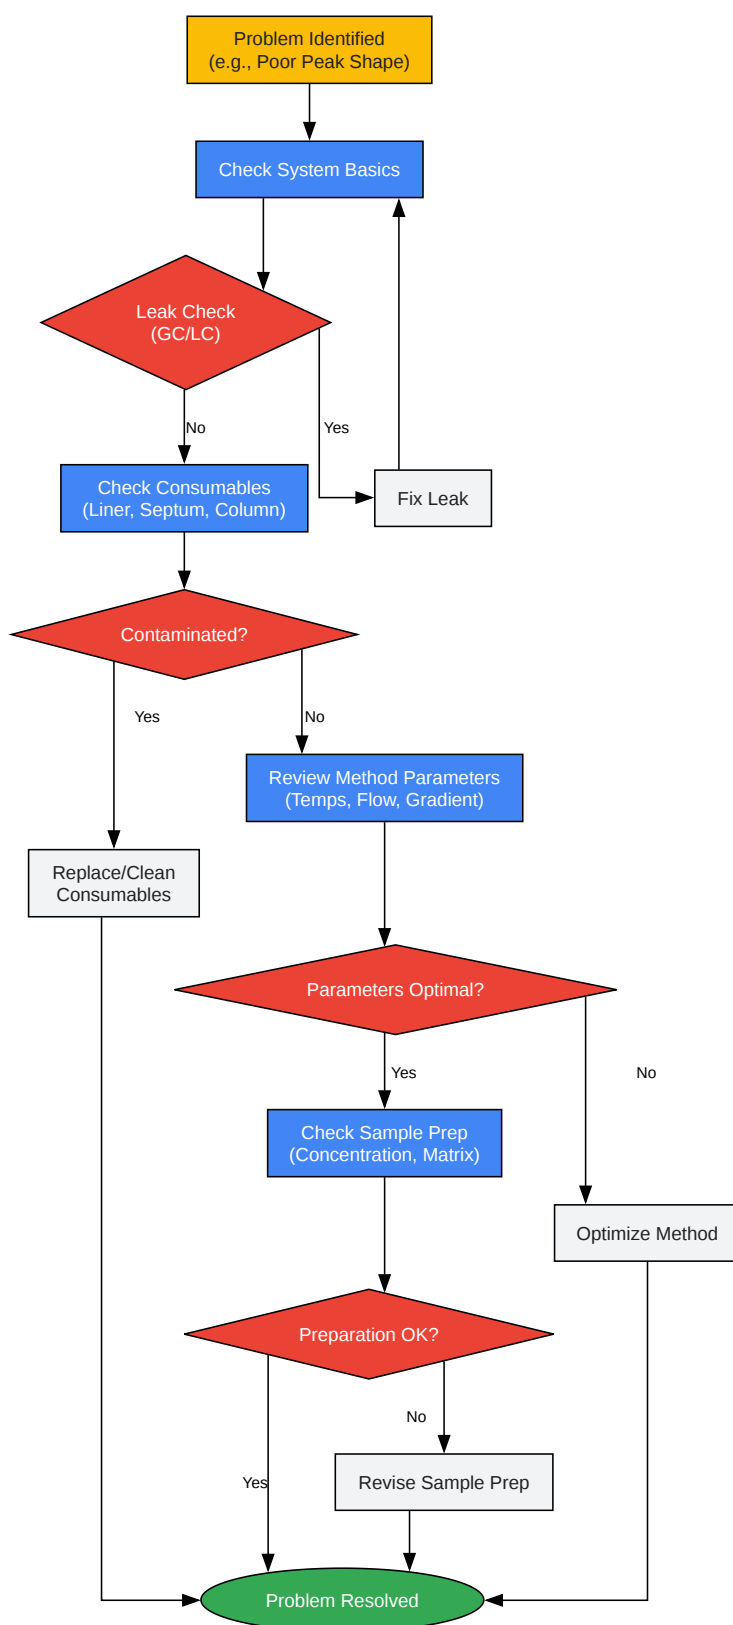 Problem Identified
(e.g., Poor Peak Shape)
Check System Basics
Leak Check
(GC/LC)
No
Yes
Check Consumables
(Liner, Septum, Column)
Fix Leak
Contaminated?
Yes
No
Review Method Parameters
(Temps, Flow, Gradient)
Replace/Clean
Consumables
Parameters Optimal?
Yes
No
Check Sample Prep
(Concentration, Matrix)
Optimize Method
Preparation OK?
No
Yes
Revise Sample Prep
Problem Resolved